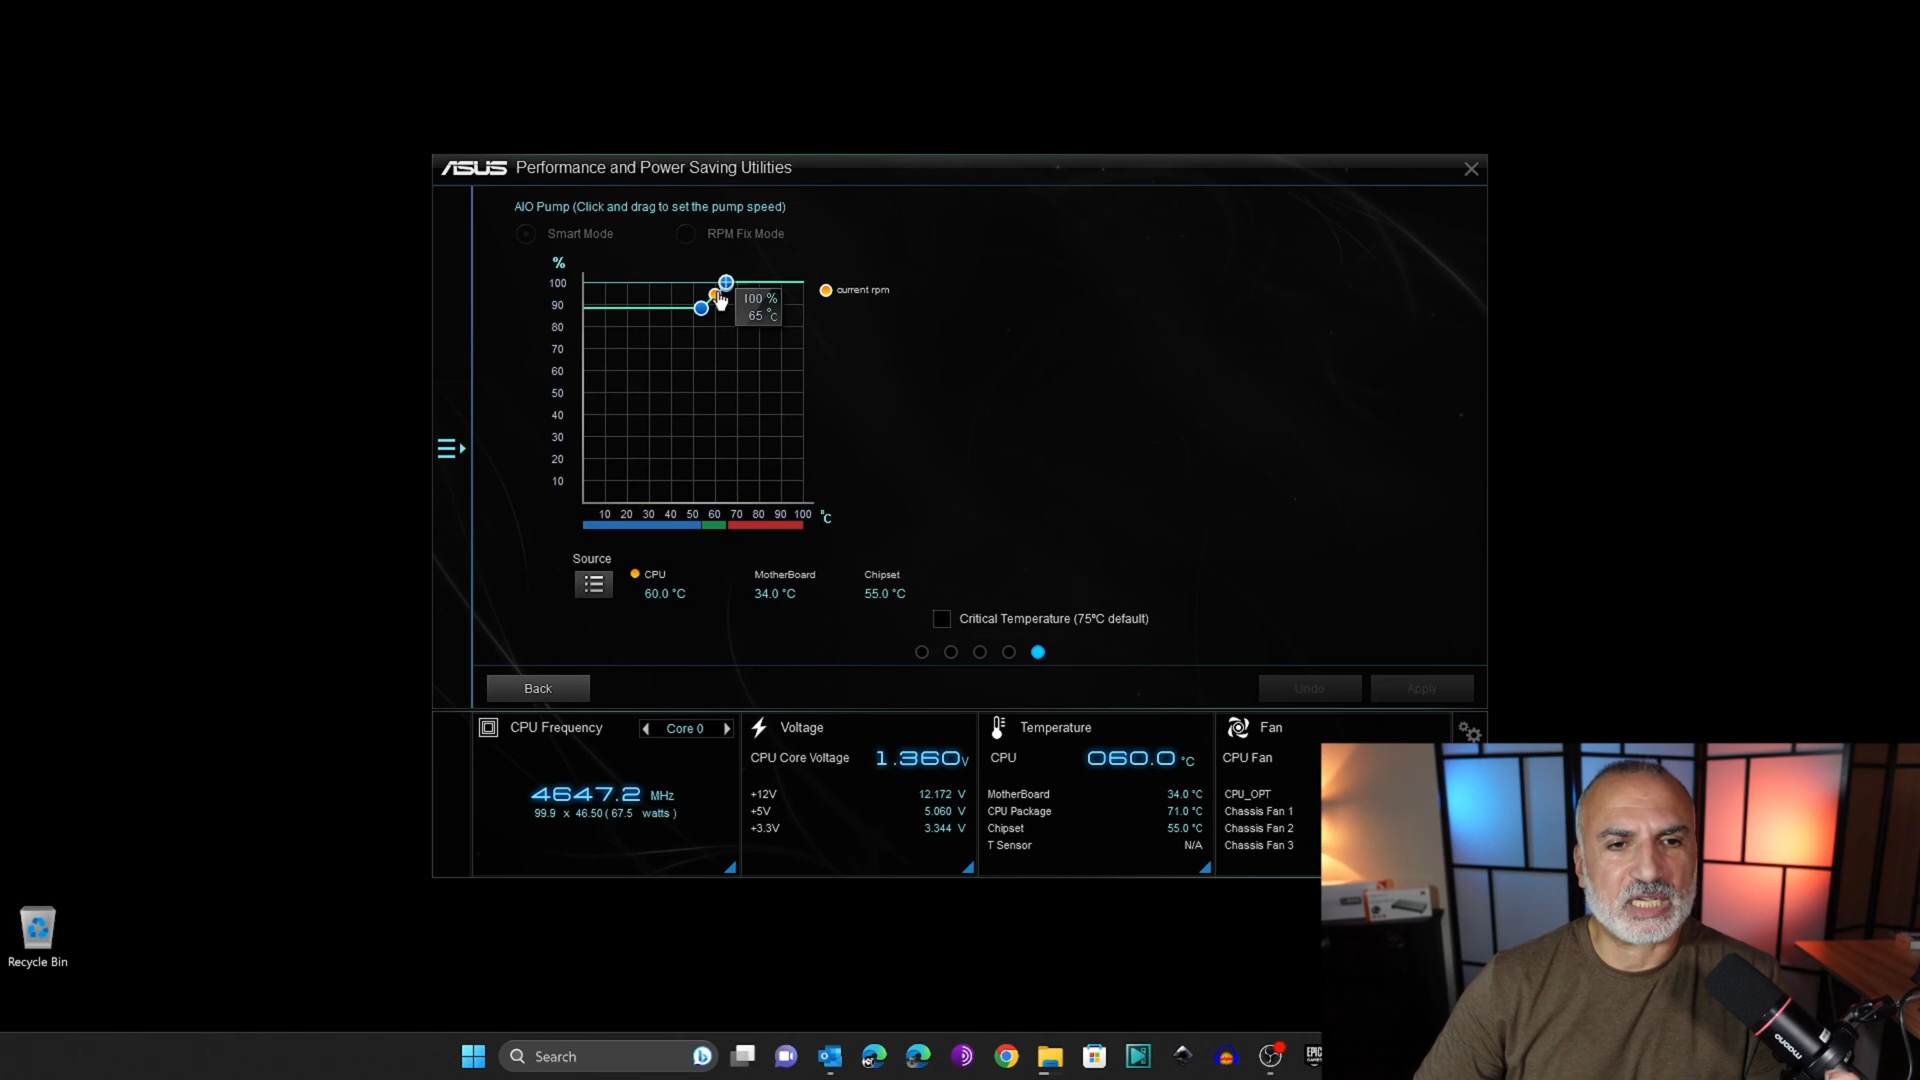 ASUS Performance and Power Saving Utilities
AIO Pump (Click and drag to set the pump speed)
Smart Mode
RPM Fix Mode
%
100
90
80
70
60
50
40
30
20
10
current rpm
100 %
65 °C
10 20 30 40 50 60 70 80 90 100 °C
Source
CPU
60.0 °C
MotherBoard
34.0 °C
Chipset
55.0 °C
Critical Temperature (75°C default)
Back
Undo
Apply
CPU Frequency
Core 0
4647.2 MHz
99.9 x 46.50 ( 67.5 watts )
Voltage
CPU Core Voltage 1.360 V
+12V 12.172 V
+5V 5.060 V
+3.3V 3.344 V
Temperature
CPU 060.0 °C
MotherBoard 34.0 °C
CPU Package 71.0 °C
Chipset 55.0 °C
T Sensor N/A
Fan
CPU Fan
CPU_OPT
Chassis Fan 1
Chassis Fan 2
Chassis Fan 3
maono
Recycle Bin
Search
EPIC